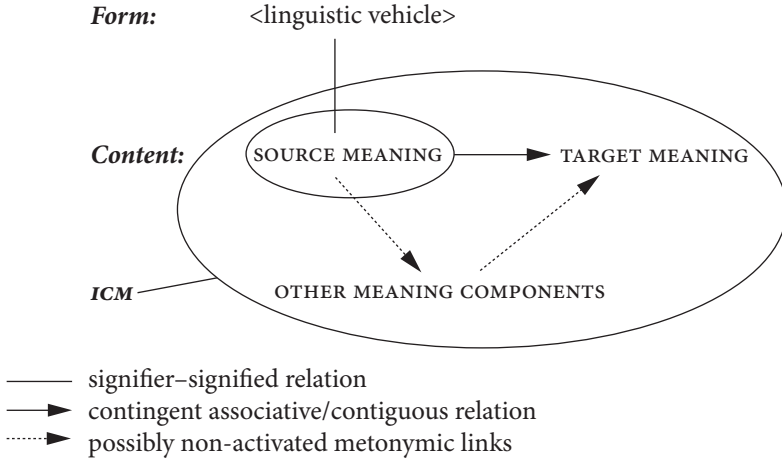 Form: <linguistic vehicle>
Content: SOURCE MEANING TARGET MEANING
ICM OTHER MEANING COMPONENTS
signifier–signified relation
contingent associative/contiguous relation
possibly non-activated metonymic links